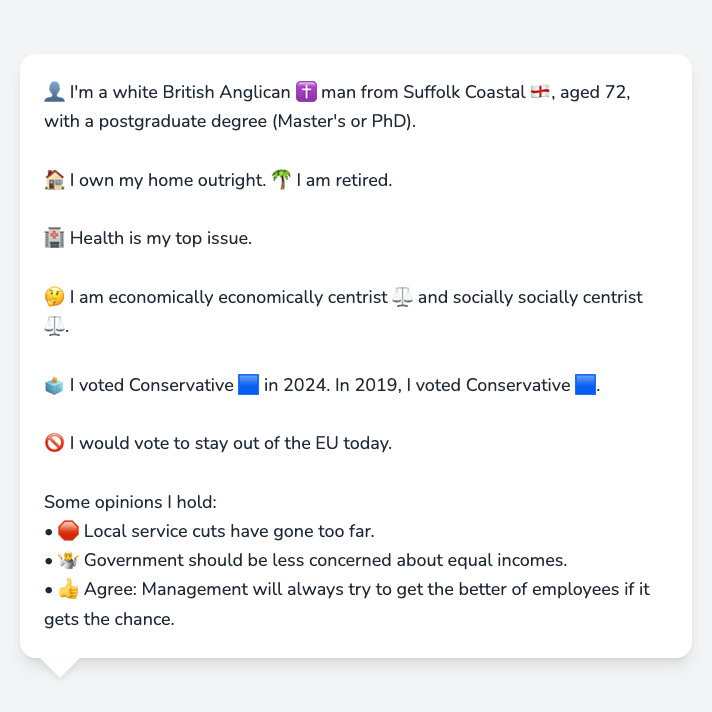 👤 I'm a white British Anglican ✝️ man from Suffolk Coastal 🏴󠁧󠁢󠁥󠁮󠁧󠁿, aged 72,
with a postgraduate degree (Master's or PhD).
🏠 I own my home outright. 🌴 I am retired.
🏥 Health is my top issue.
🤔 I am economically economically centrist ⚖️ and socially socially centrist
⚖️.
🗳️ I voted Conservative 🟦 in 2024. In 2019, I voted Conservative 🟦.
🚫 I would vote to stay out of the EU today.
Some opinions I hold:
• 🛑 Local service cuts have gone too far.
• 🤷 Government should be less concerned about equal incomes.
• 👍 Agree: Management will always try to get the better of employees if it
gets the chance.